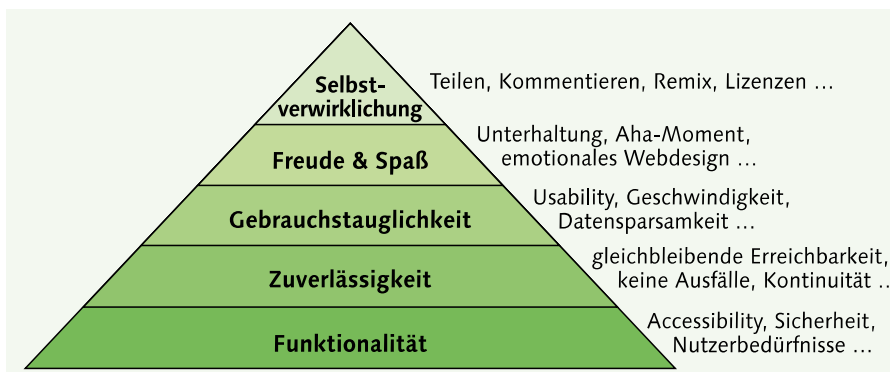 Selbst-
verwirklichung
Teilen, Kommentieren, Remix, Lizenzen ...
Freude & Spaß
Unterhaltung, Aha-Moment,
emotionales Webdesign ...
Gebrauchstauglichkeit
Usability, Geschwindigkeit,
Datensparsamkeit ...
Zuverlässigkeit
gleichbleibende Erreichbarkeit,
keine Ausfälle, Kontinuität ..
Funktionalität
Accessibility, Sicherheit,
Nutzerbedürfnisse ...